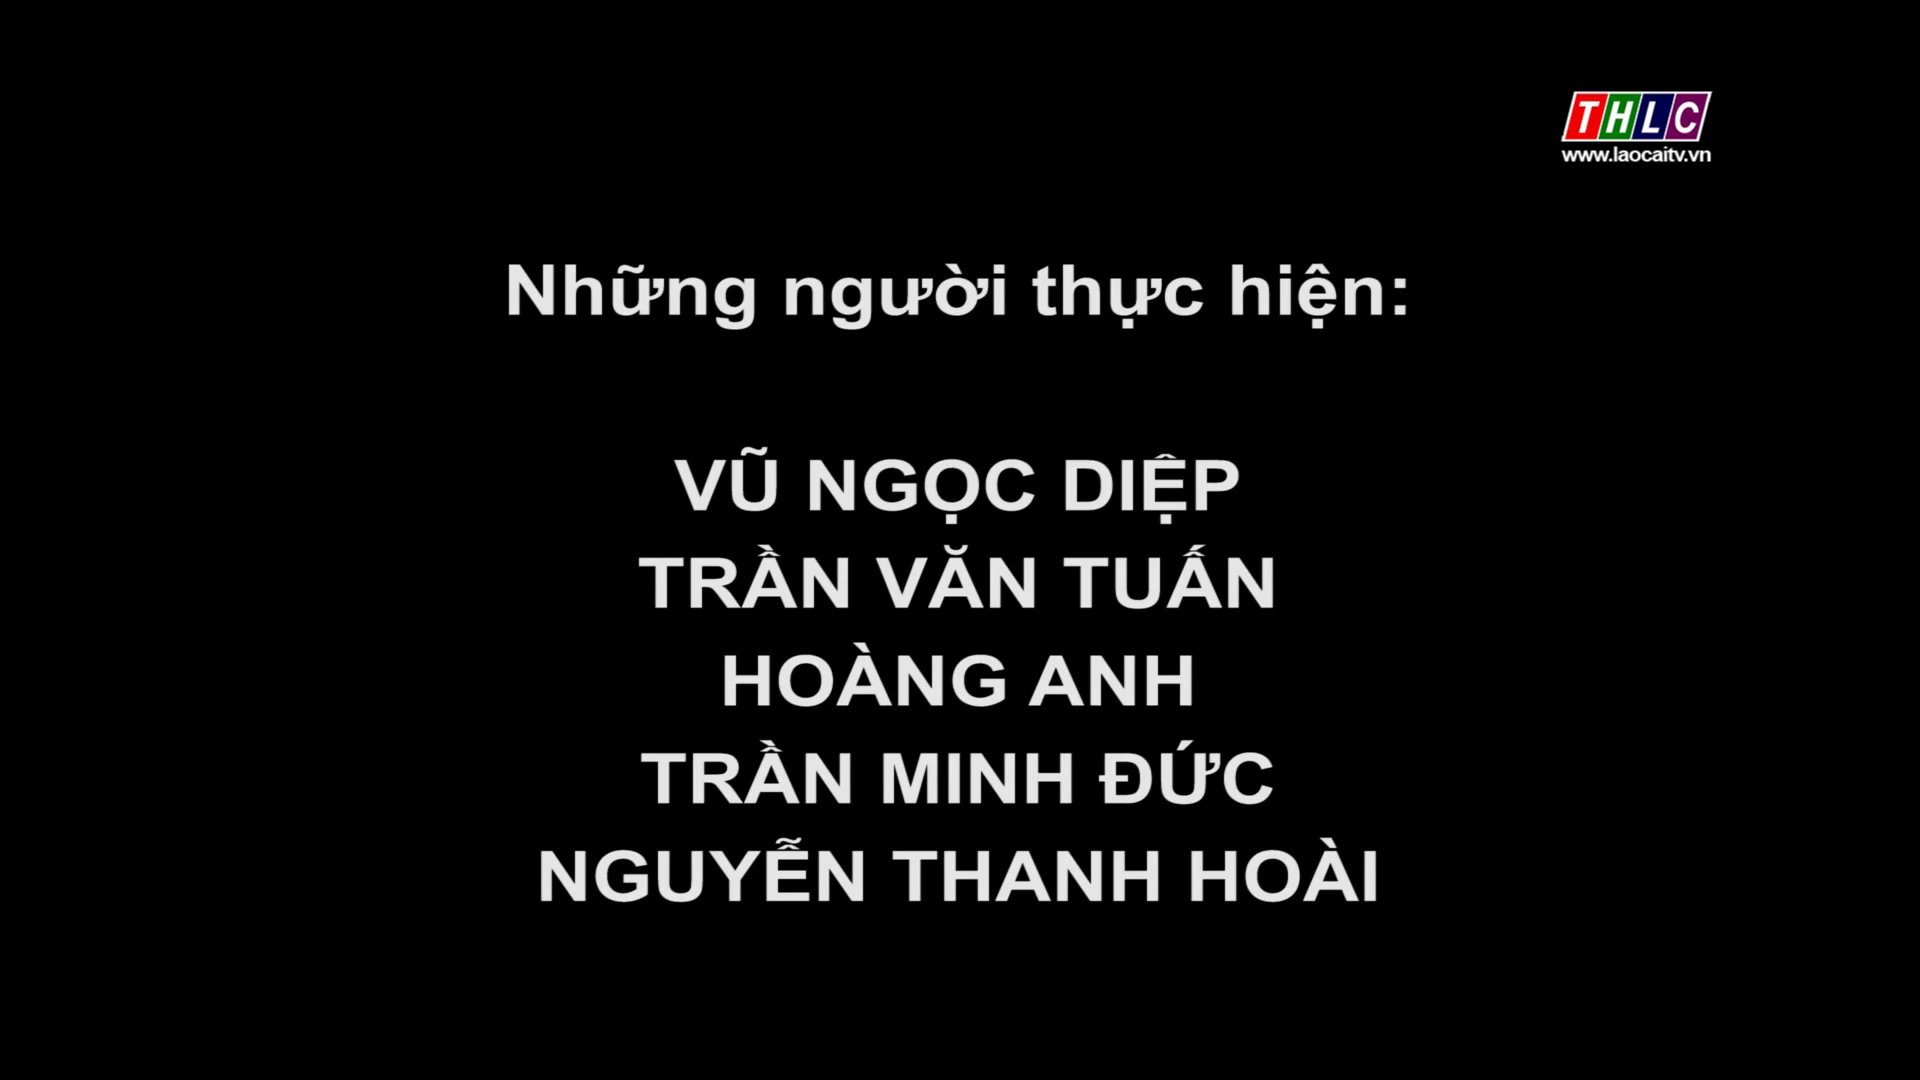 THLC
www.laocaitv.vn
Những người thực hiện:
VŨ NGỌC DIỆP
TRẦN VĂN TUẤN
HOÀNG ANH
TRẦN MINH ĐỨC
NGUYỄN THANH HOÀI